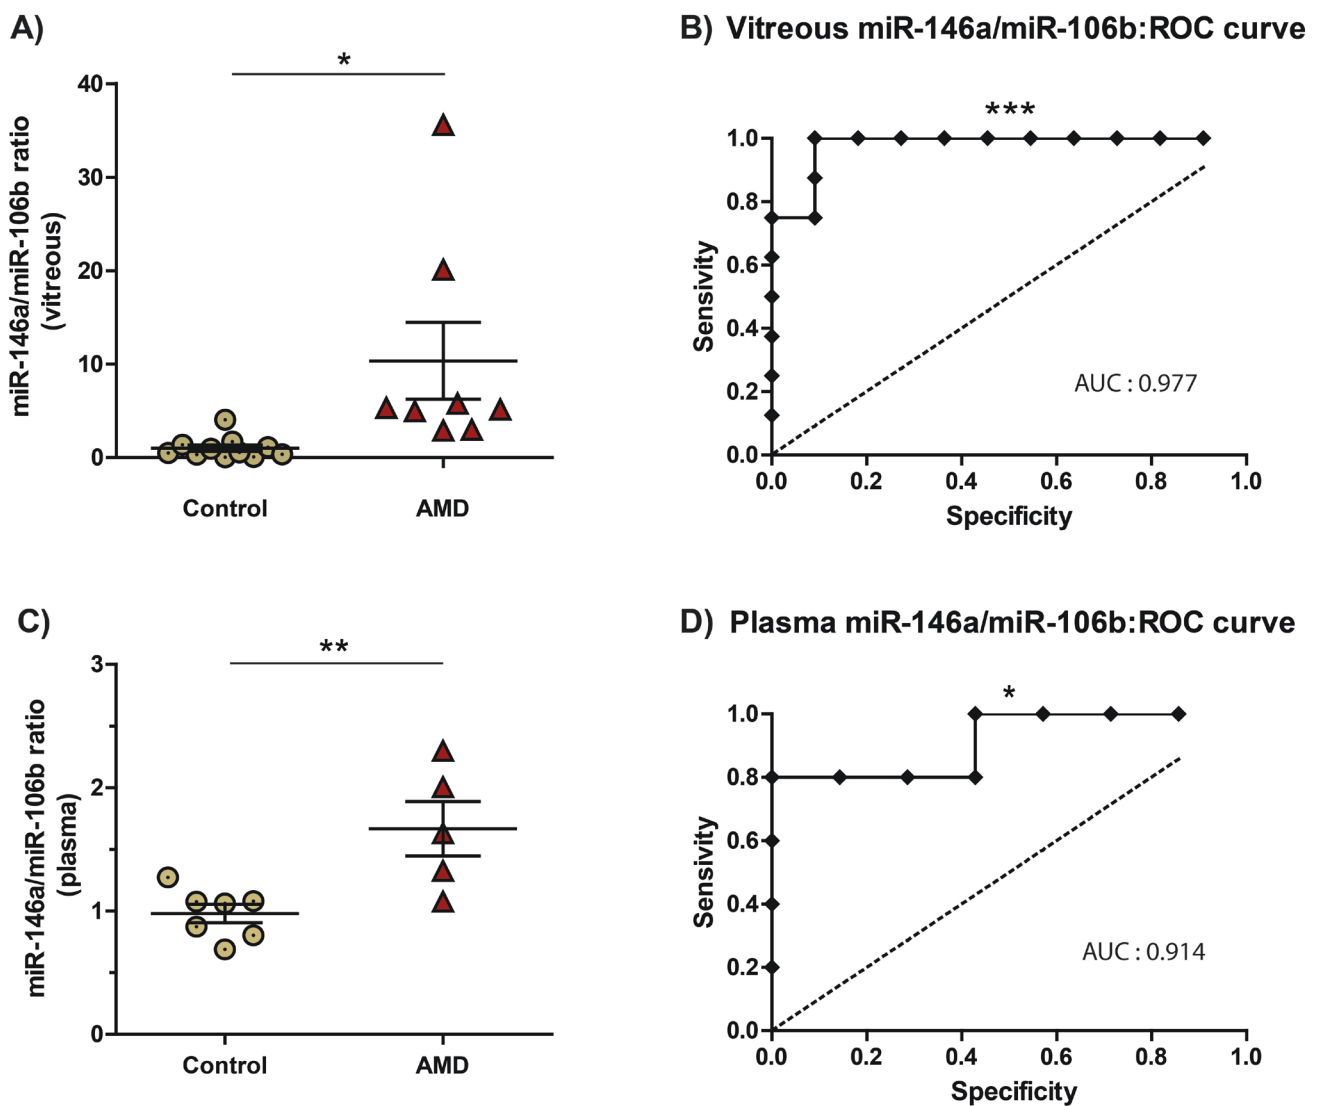 A)
*
miR-146a/miR-106b ratio
(vitreous)
40
30
20
10
0
Control AMD
B) Vitreous miR-146a/miR-106b:ROC curve
***
Sensivity
1.0
0.8
0.6
0.4
0.2
0.0
AUC : 0.977
0.0 0.2 0.4 0.6 0.8 1.0
Specificity
C)
**
miR-146a/miR-106b ratio
(plasma)
3
2
1
0
Control AMD
D) Plasma miR-146a/miR-106b:ROC curve
*
Sensivity
1.0
0.8
0.6
0.4
0.2
0.0
AUC : 0.914
0.0 0.2 0.4 0.6 0.8 1.0
Specificity